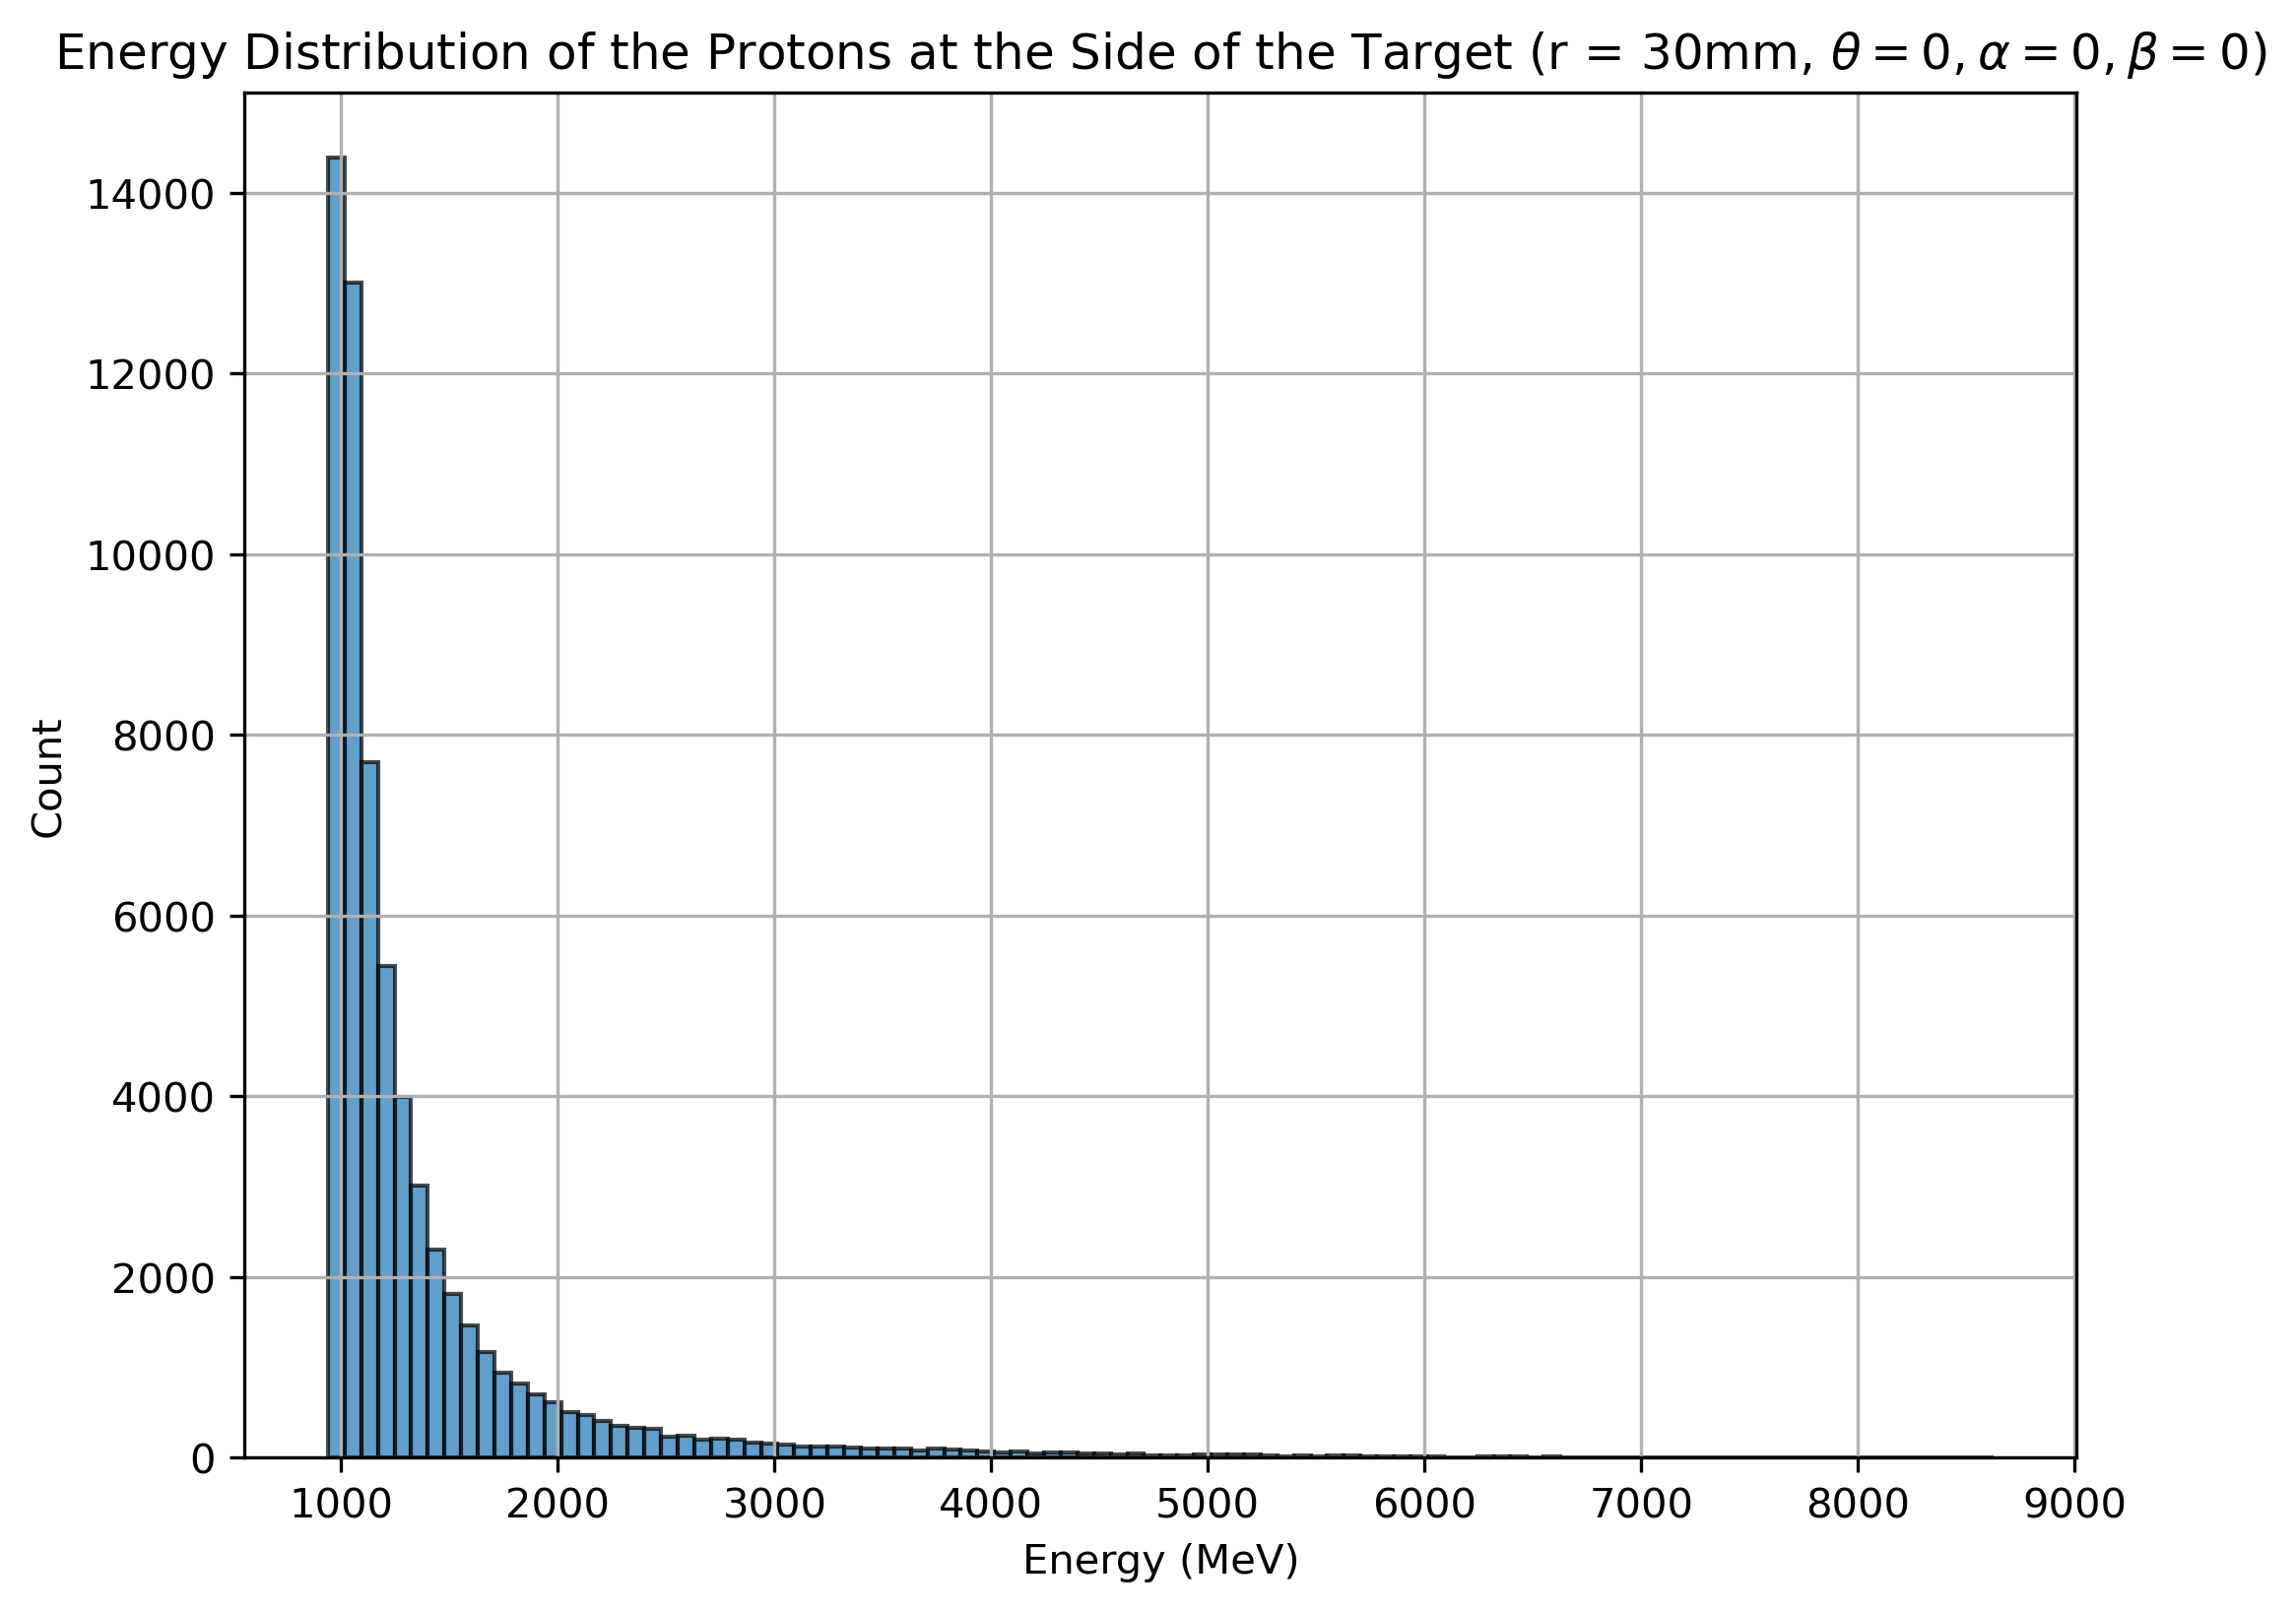 Energy Distribution of the Protons at the Side of the Target (r = 30mm, θ = 0, α = 0, β = 0)
14000
12000
10000
8000
6000
4000
2000
0
Count
1000 2000 3000 4000 5000 6000 7000 8000 9000
Energy (MeV)